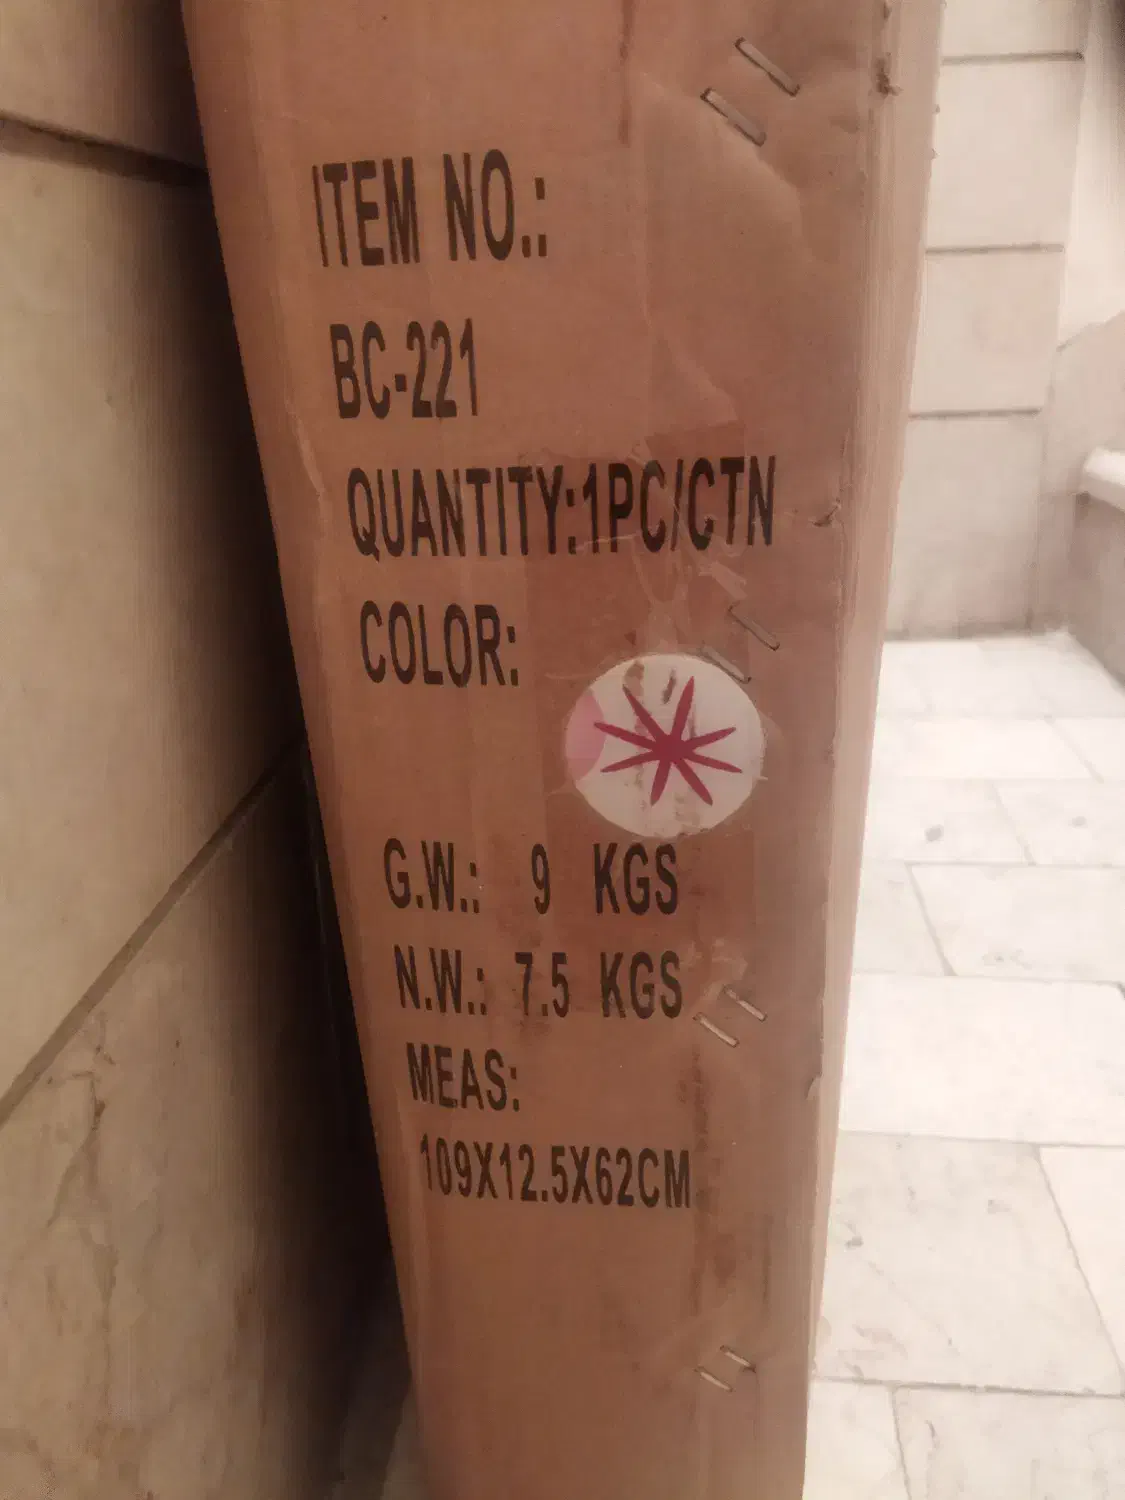 ITEM NO.:
BC-221
QUANTITY:1PC/CTN
COLOR:
G.W.: 9 KGS
N.W.: 7.5 KGS
MEAS:
109X12.5X62CM